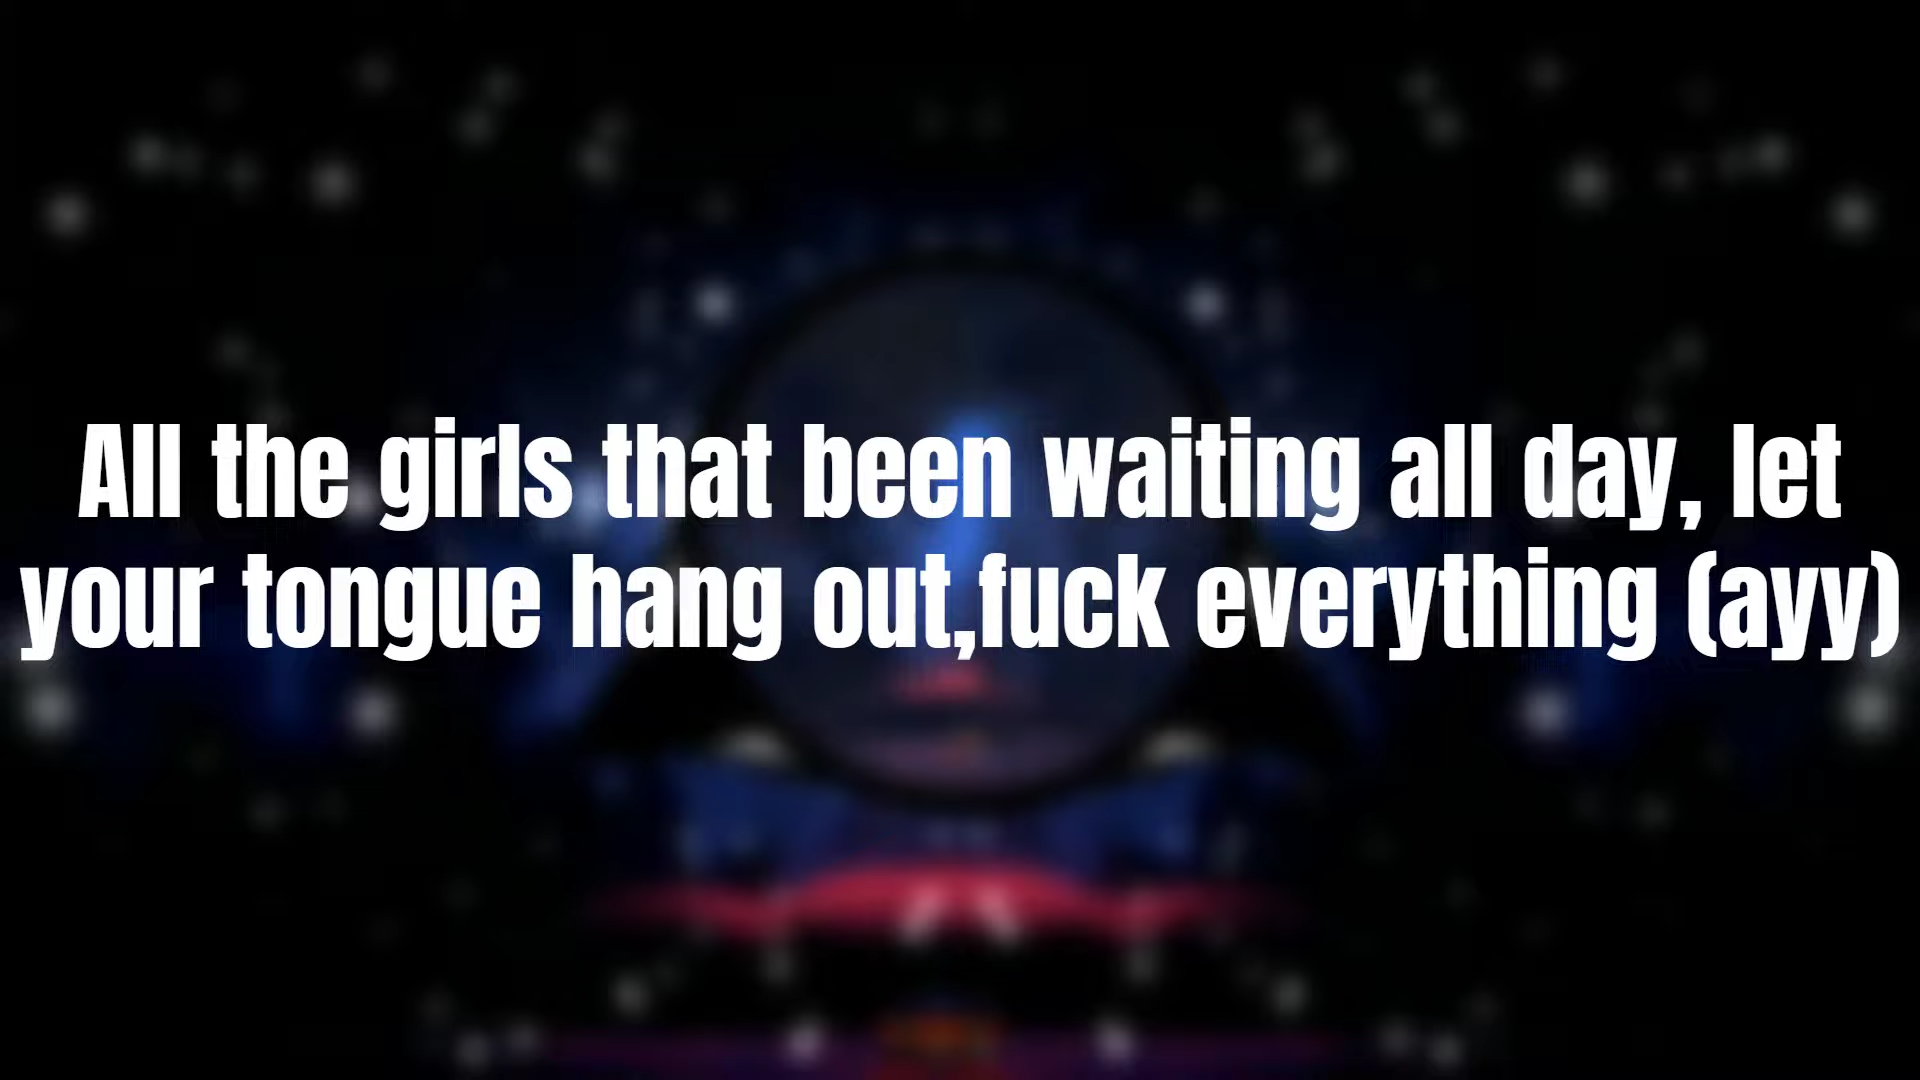 All the girls that been waiting all day, let
your tongue hang out,fuck everything (ayy)